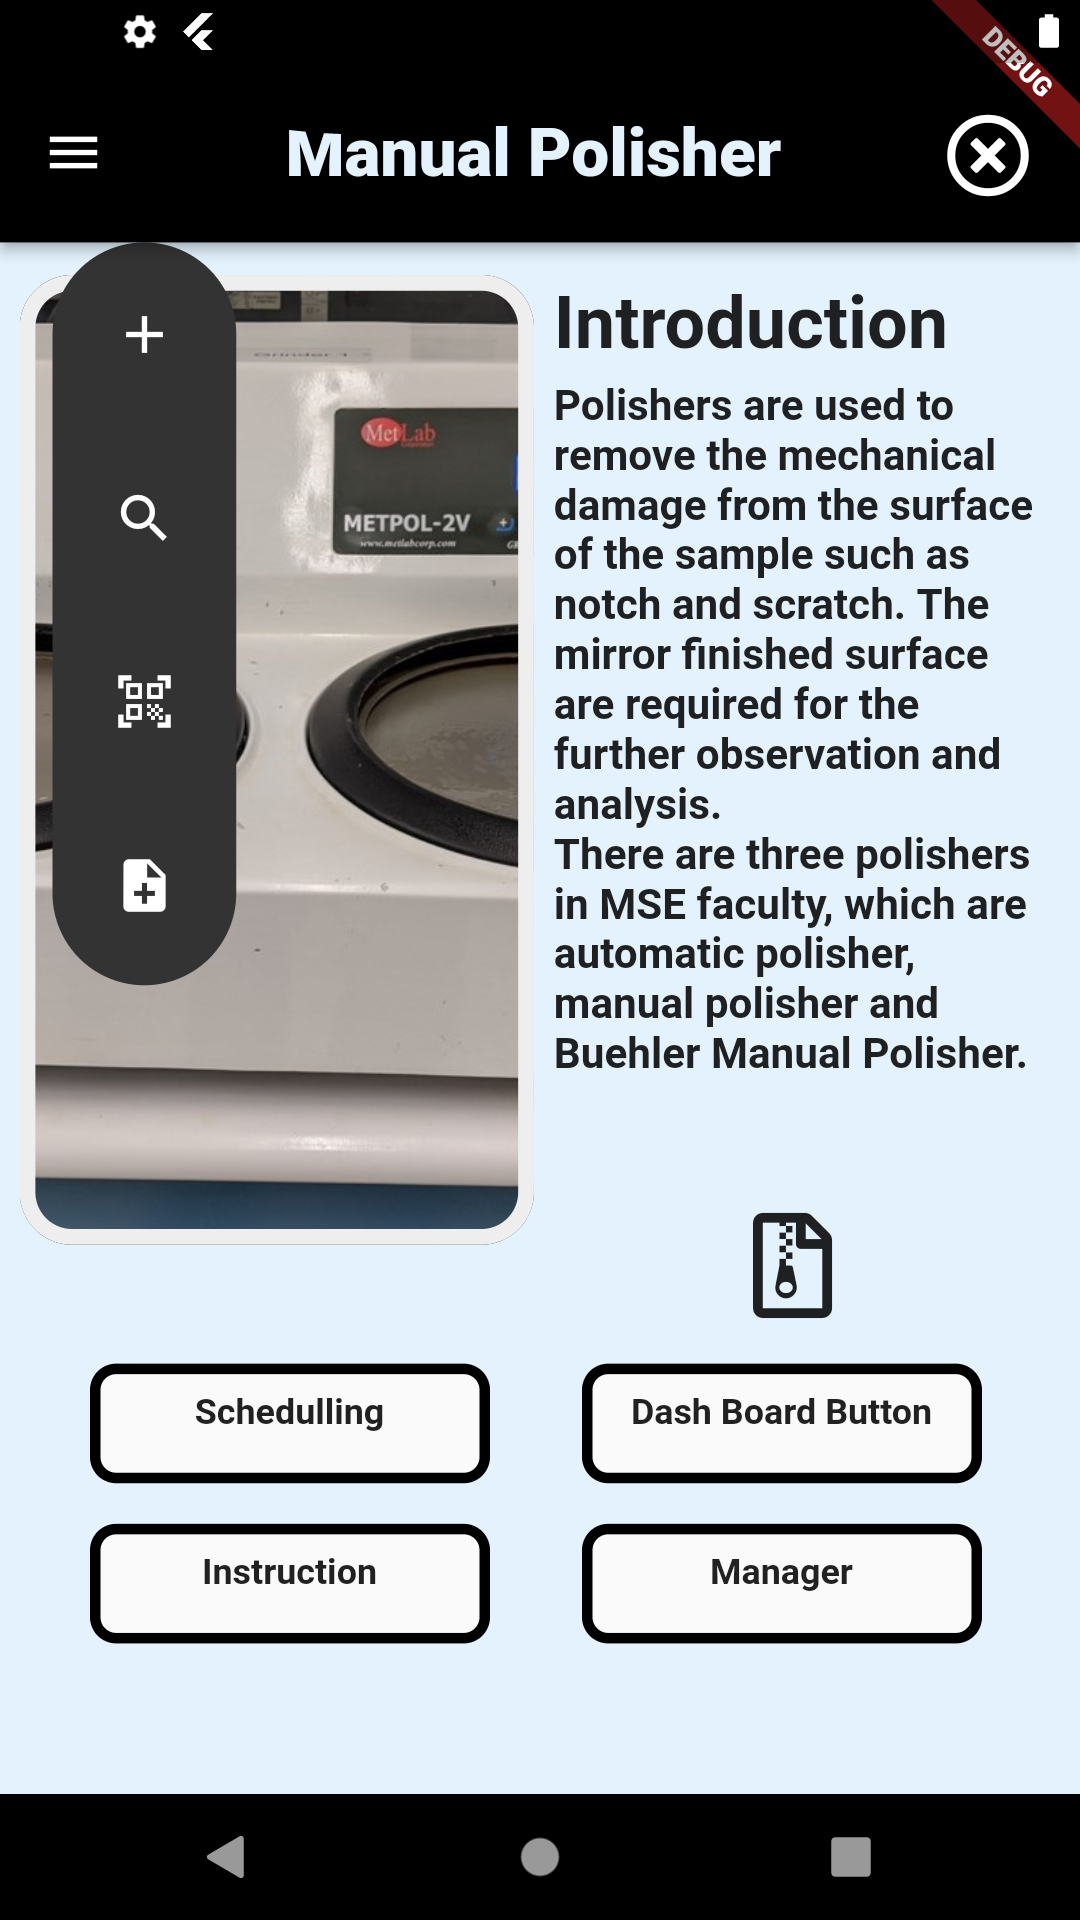 DEBUG
Manual Polisher
Grinder 1
MetLab
METPOL-2V
www.metlabcorp.com
Introduction
Polishers are used to
remove the mechanical
damage from the surface
of the sample such as
notch and scratch. The
mirror finished surface
are required for the
further observation and
analysis.
There are three polishers
in MSE faculty, which are
automatic polisher,
manual polisher and
Buehler Manual Polisher.
Schedulling
Dash Board Button
Instruction
Manager